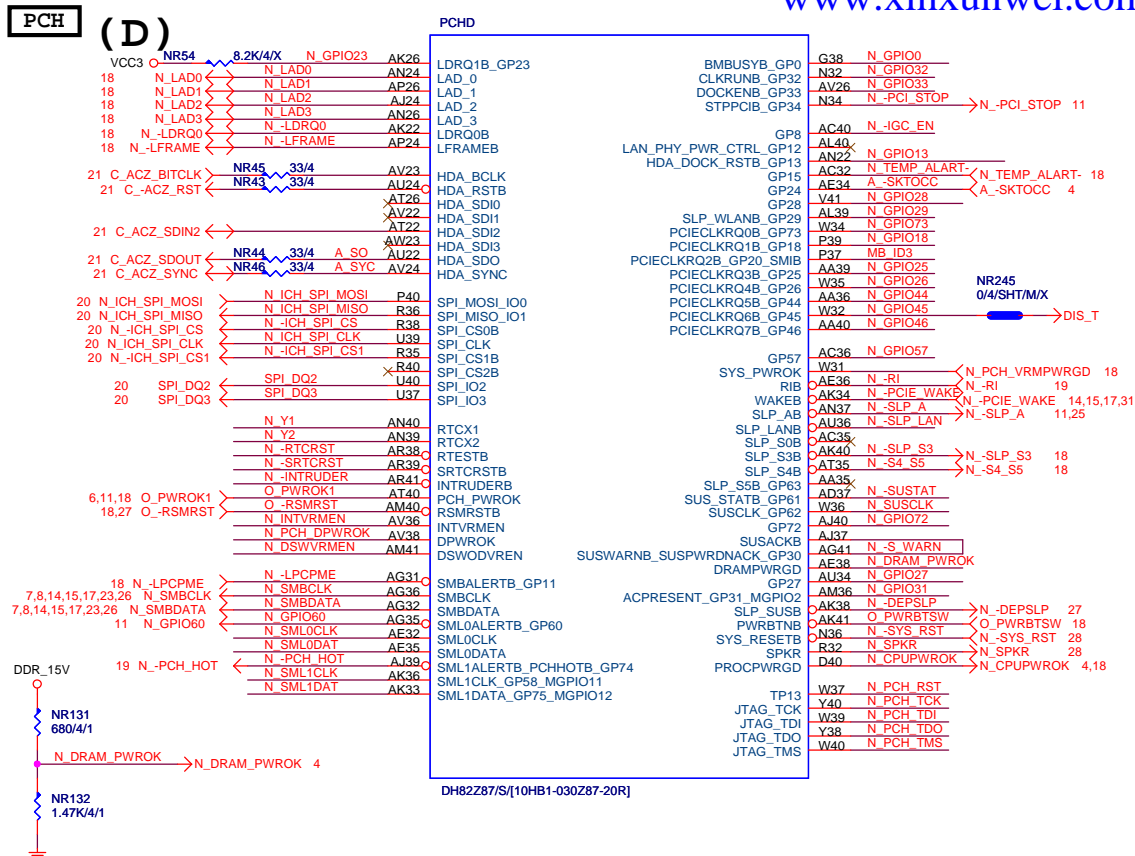 www.xinxunwei.com
PCH (D)
PCHD
VCC3 NR54 8.2K/4/X N_GPIO23 AK26 LDRQ1B_GP23
18 N_LAD0 N_LAD0 AN24 LAD_0
18 N_LAD1 N_LAD1 AP26 LAD_1
18 N_LAD2 N_LAD2 AJ24 LAD_2
18 N_LAD3 N_LAD3 AN26 LAD_3
18 N_-LDRQ0 N_-LDRQ0 AK22 LDRQ0B
18 N_-LFRAME N_-LFRAME AP24 LFRAMEB
21 C_ACZ_BITCLK NR45 33/4 AV23 HDA_BCLK
21 C_-ACZ_RST NR43 33/4 AU24 HDA_RSTB
AT26 HDA_SDI0
AV22 HDA_SDI1
21 C_ACZ_SDIN2 AT22 HDA_SDI2
AW23 HDA_SDI3
21 C_ACZ_SDOUT NR44 33/4 A_SO AU22 HDA_SDO
21 C_ACZ_SYNC NR46 33/4 A_SYC AV24 HDA_SYNC
20 N_ICH_SPI_MOSI N_ICH_SPI_MOSI P40 SPI_MOSI_IO0
20 N_ICH_SPI_MISO N_ICH_SPI_MISO R36 SPI_MISO_IO1
20 N_-ICH_SPI_CS N_-ICH_SPI_CS R38 SPI_CS0B
20 N_ICH_SPI_CLK N_ICH_SPI_CLK U39 SPI_CLK
20 N_-ICH_SPI_CS1 N_-ICH_SPI_CS1 R35 SPI_CS1B
R40 SPI_CS2B
20 SPI_DQ2 SPI_DQ2 U40 SPI_IO2
20 SPI_DQ3 SPI_DQ3 U37 SPI_IO3
N_Y1 AN40 RTCX1
N_Y2 AN39 RTCX2
N_-RTCRST AR38 RTESTB
N_-SRTCRST AR39 SRTCRSTB
N_-INTRUDER AR41 INTRUDERB
6,11,18 O_PWROK1 O_PWROK1 AT40 PCH_PWROK
18,27 O_-RSMRST O_-RSMRST AM40 RSMRSTB
N_INTVRMEN AV36 INTVRMEN
N_PCH_DPWROK AV38 DPWROK
N_DSWVRMEN AM41 DSWODVREN
18 N_-LPCPME N_-LPCPME AG31 SMBALERTB_GP11
7,8,14,15,17,23,26 N_SMBCLK N_SMBCLK AG36 SMBCLK
7,8,14,15,17,23,26 N_SMBDATA N_SMBDATA AG32 SMBDATA
11 N_GPIO60 N_GPIO60 AG35 SML0ALERTB_GP60
N_SML0CLK AE32 SML0CLK
N_SML0DAT AE35 SML0DATA
19 N_-PCH_HOT N_-PCH_HOT AJ39 SML1ALERTB_PCHHOTB_GP74
N_SML1CLK AK36 SML1CLK_GP58_MGPIO11
N_SML1DAT AK33 SML1DATA_GP75_MGPIO12
BMBUSYB_GP0 G38 N_GPIO0
CLKRUNB_GP32 N32 N_GPIO32
DOCKENB_GP33 AV26 N_GPIO33
STPPCIB_GP34 N34 N_-PCI_STOP N_-PCI_STOP 11
GP8 AC40 N_-IGC_EN
LAN_PHY_PWR_CTRL_GP12 AL40
HDA_DOCK_RSTB_GP13 AN22 N_GPIO13
GP15 AC32 N_TEMP_ALART- N_TEMP_ALART- 18
GP24 AE34 A_-SKTOCC A_-SKTOCC 4
GP28 V41 N_GPIO28
SLP_WLANB_GP29 AL39 N_GPIO29
PCIECLKRQ0B_GP73 W34 N_GPIO73
PCIECLKRQ1B_GP18 P39 N_GPIO18
PCIECLKRQ2B_GP20_SMIB P37 MB_ID3
PCIECLKRQ3B_GP25 AA39 N_GPIO25
PCIECLKRQ4B_GP26 W35 N_GPIO26
PCIECLKRQ5B_GP44 AA36 N_GPIO44
PCIECLKRQ6B_GP45 W32 N_GPIO45 NR245 0/4/SHT/M/X DIS_T
PCIECLKRQ7B_GP46 AA40 N_GPIO46
GP57 AC36 N_GPIO57
SYS_PWROK W31 N_PCH_VRMPWRGD 18
RIB AE36 N_-RI N_-RI 19
WAKEB AK34 N_-PCIE_WAKE N_-PCIE_WAKE 14,15,17,31
SLP_AB AN37 N_-SLP_A N_-SLP_A 11,25
SLP_LANB AU36 N_-SLP_LAN
SLP_S0B AC35
SLP_S3B AK40 N_-SLP_S3 N_-SLP_S3 18
SLP_S4B AT35 N_-S4_S5 N_-S4_S5 18
SLP_S5B_GP63 AA35
SUS_STATB_GP61 AD37 N_-SUSTAT
SUSCLK_GP62 W36 N_SUSCLK
GP72 AJ40 N_GPIO72
SUSACKB AJ37
SUSWARNB_SUSPWRDNACK_GP30 AG41 N_-S_WARN
DRAMPWRGD AE38 N_DRAM_PWROK
GP27 AU34 N_GPIO27
ACPRESENT_GP31_MGPIO2 AM36 N_GPIO31
SLP_SUSB AK38 N_-DEPSLP N_-DEPSLP 27
PWRBTNB AK41 O_PWRBTSW O_PWRBTSW 18
SYS_RESETB N36 N_-SYS_RST N_-SYS_RST 28
SPKR R32 N_SPKR N_SPKR 28
PROCPWRGD D40 N_CPUPWROK N_CPUPWROK 4,18
TP13 W37 N_PCH_RST
JTAG_TCK Y40 N_PCH_TCK
JTAG_TDI W39 N_PCH_TDI
JTAG_TDO Y38 N_PCH_TDO
JTAG_TMS W40 N_PCH_TMS
DH82Z87/S/[10HB1-030Z87-20R]
DDR_15V
NR131
680/4/1
N_DRAM_PWROK N_DRAM_PWROK 4
NR132
1.47K/4/1